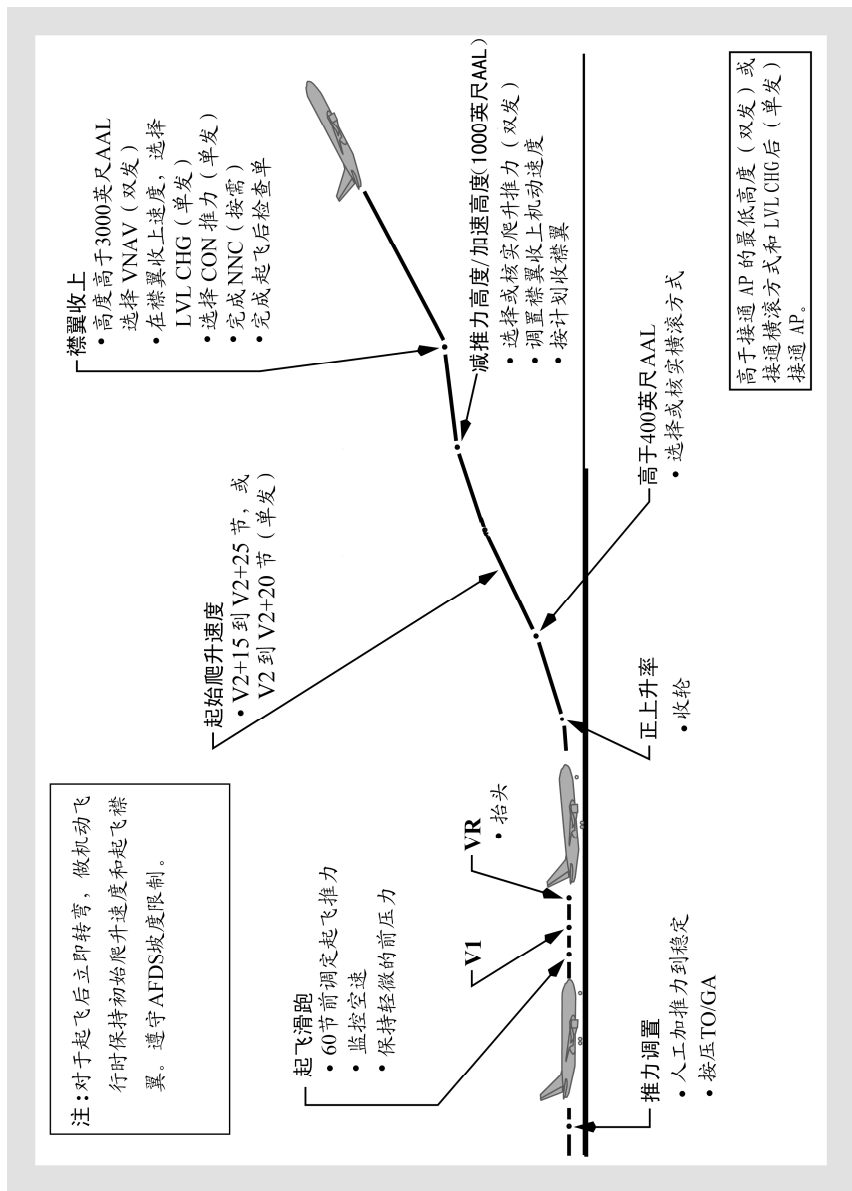 注：对于起飞后立即转弯，做机动飞
行时保持初始爬升速度和起飞襟
翼。遵守AFDS坡度限制。
起飞滑跑
• 60节前调定起飞推力
• 监控空速
• 保持轻微的前压力
V1
VR
• 抬头
推力调置
• 人工加推力到稳定
• 按压TO/GA
正上升率
• 收轮
起始爬升速度
• V2+15 到 V2+25 节，或
V2 到 V2+20 节（单发）
高于400英尺AAL
• 选择或核实横滚方式
减推力高度/加速高度(1000英尺AAL)
• 选择或核实爬升推力（双发）
• 调置襟翼收上机动速度
• 按计划收襟翼
襟翼收上
• 高度高于3000英尺AAL
选择 VNAV（双发）
• 在襟翼收上速度，选择
LVL CHG（单发）
• 选择 CON 推力（单发）
• 完成NNC（按需）
• 完成起飞后检查单
高于接通 AP 的最低高度（双发）或
接通横滚方式和 LVL CHG 后（单发）
接通 AP。